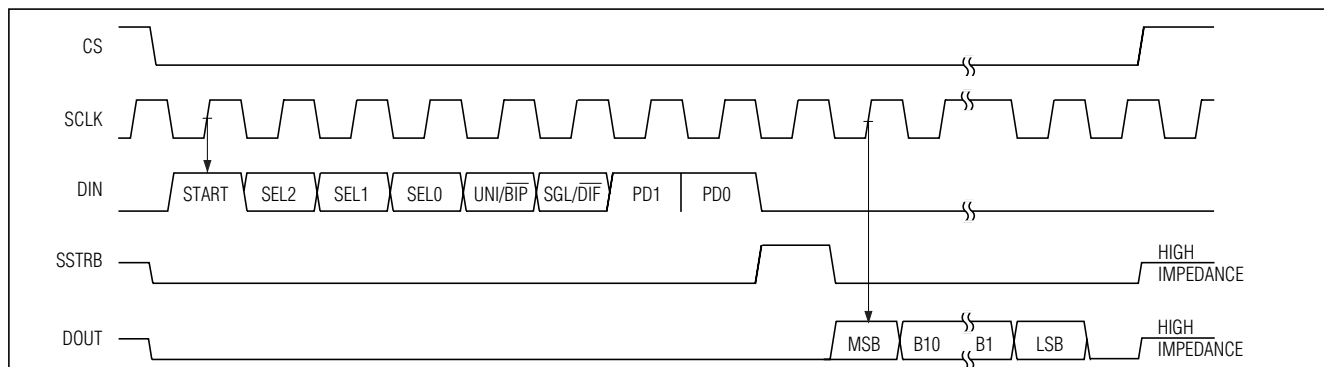 CS
SCLK
DIN
START SEL2 SEL1 SEL0 UNI/BIP SGL/DIF PD1 PD0
SSTRB
HIGH
IMPEDANCE
DOUT
MSB B10 B1 LSB
HIGH
IMPEDANCE